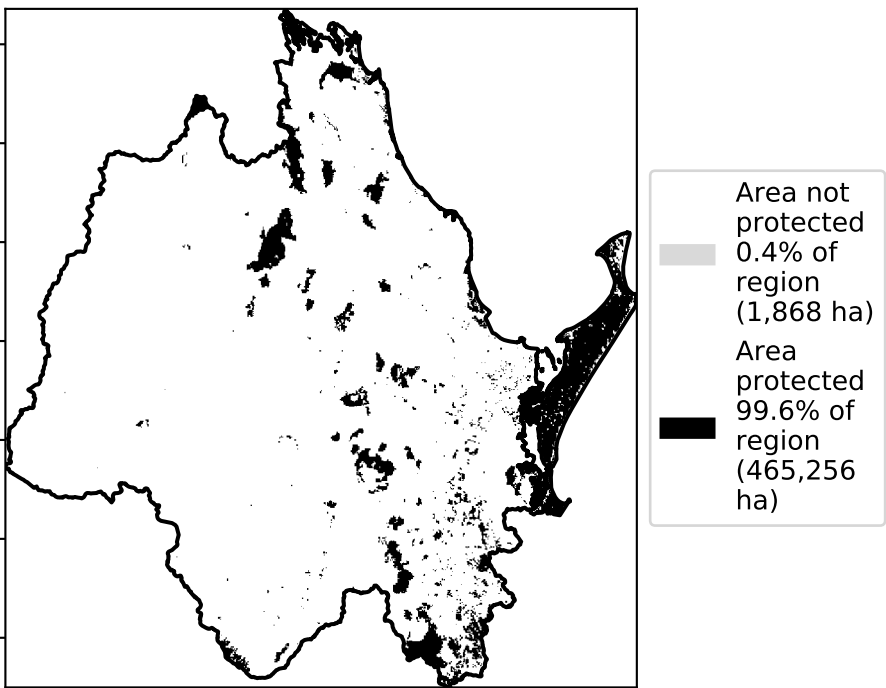 Area not
protected
0.4% of
region
(1,868 ha)
Area
protected
99.6% of
region
(465,256
ha)